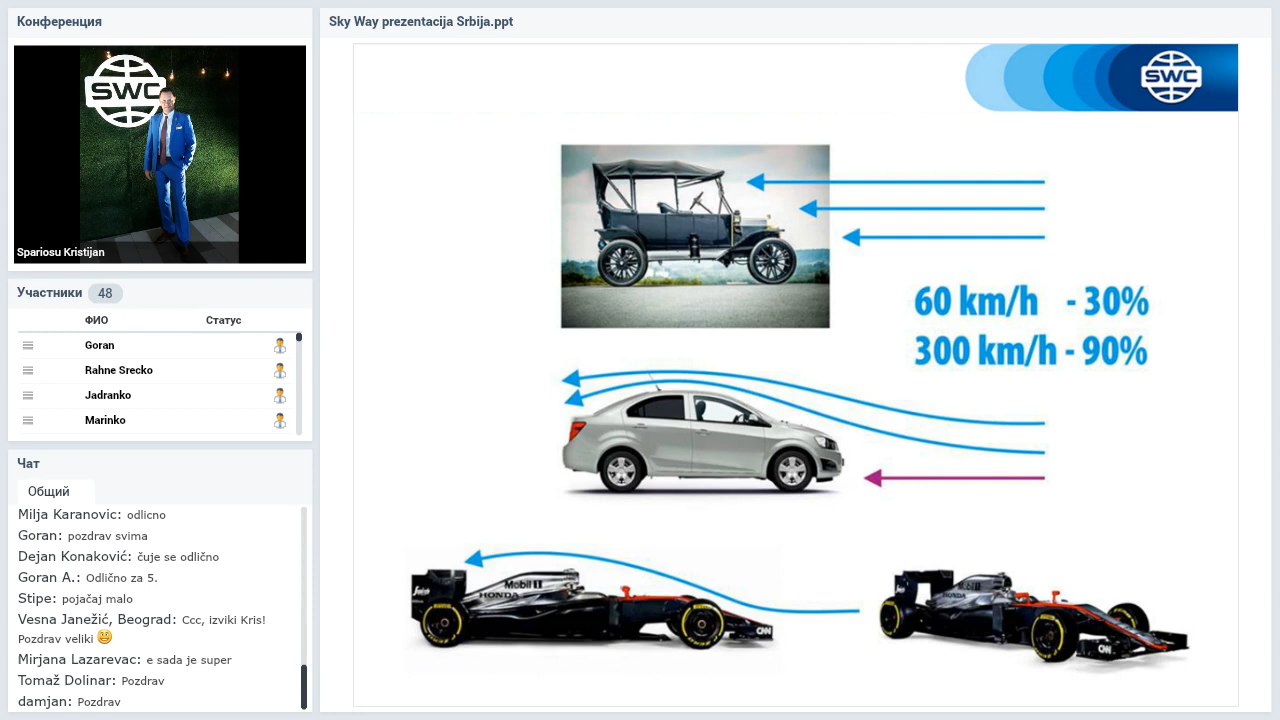 Конференция
SWC
Spariosu Kristijan
Участники 48
ФИО Статус
Goran
Rahne Srecko
Jadranko
Marinko
Чат
Общий
Milja Karanovic: odlicno
Goran: pozdrav svima
Dejan Konaković: čuje se odlično
Goran A.: Odlično za 5.
Stipe: pojačaj malo
Vesna Janežić, Beograd: Ccc, izviki Kris!
Pozdrav veliki
Mirjana Lazarevac: e sada je super
Tomaž Dolinar: Pozdrav
damjan: Pozdrav
Sky Way prezentacija Srbija.ppt
SWC
60 km/h - 30%
300 km/h - 90%
Mobil 1
HONDA
CNN
HONDA
CNN